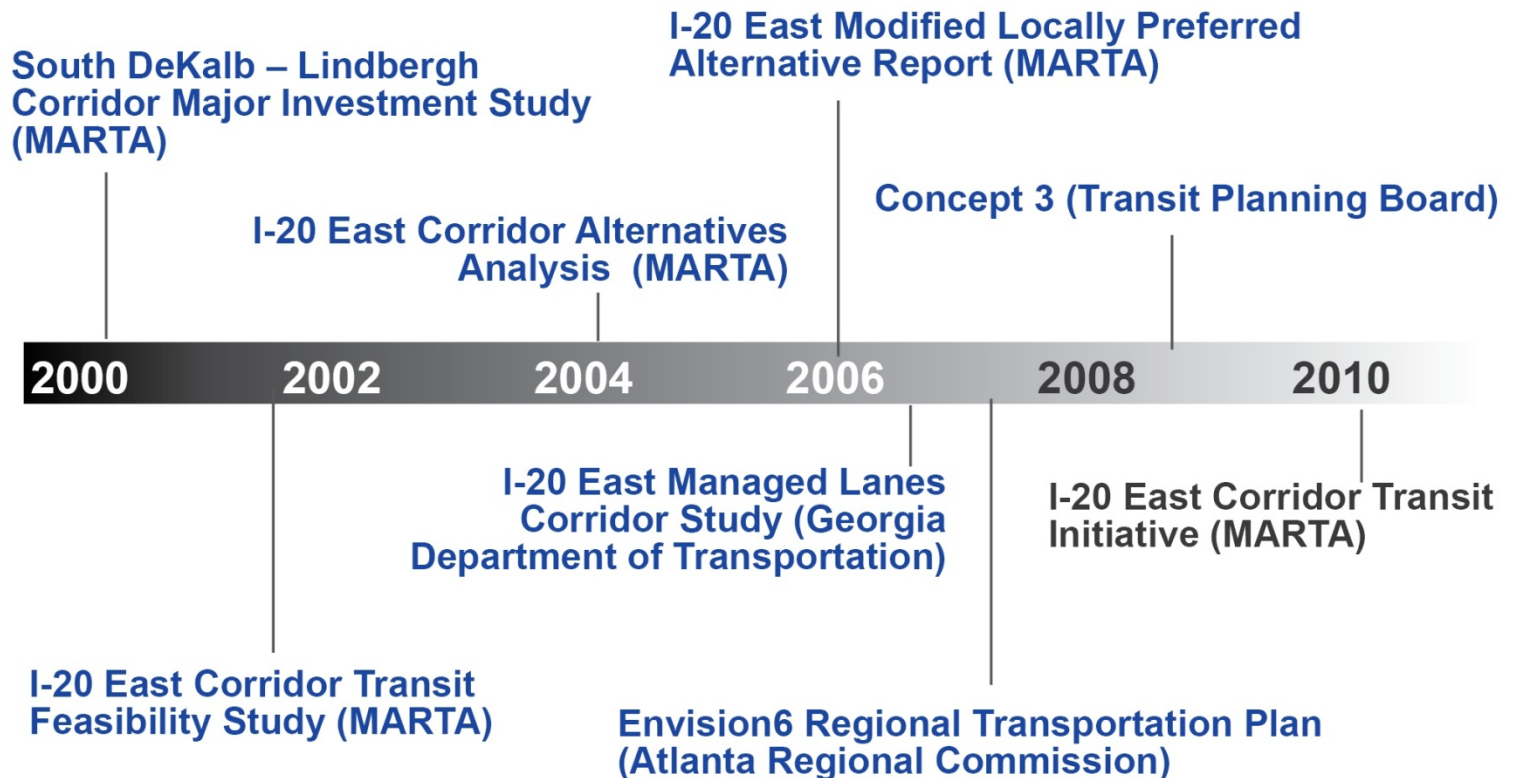 I-20 East Modified Locally Preferred
Alternative Report (MARTA)
South DeKalb – Lindbergh
Corridor Major Investment Study
(MARTA)
Concept 3 (Transit Planning Board)
I-20 East Corridor Alternatives
Analysis (MARTA)
2000 2002 2004 2006 2008 2010
I-20 East Managed Lanes
Corridor Study (Georgia
Department of Transportation)
I-20 East Corridor Transit
Initiative (MARTA)
I-20 East Corridor Transit
Feasibility Study (MARTA)
Envision6 Regional Transportation Plan
(Atlanta Regional Commission)